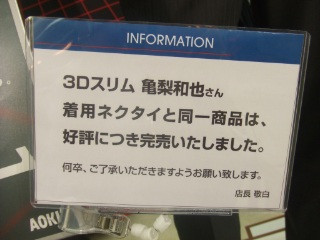 INFORMATION
3Dスリム 亀梨和也さん
着用ネクタイと同一商品は、
好評につき完売いたしました。
何卒、ご了承いただきますようお願い致します。
店長 敬白
AOKI